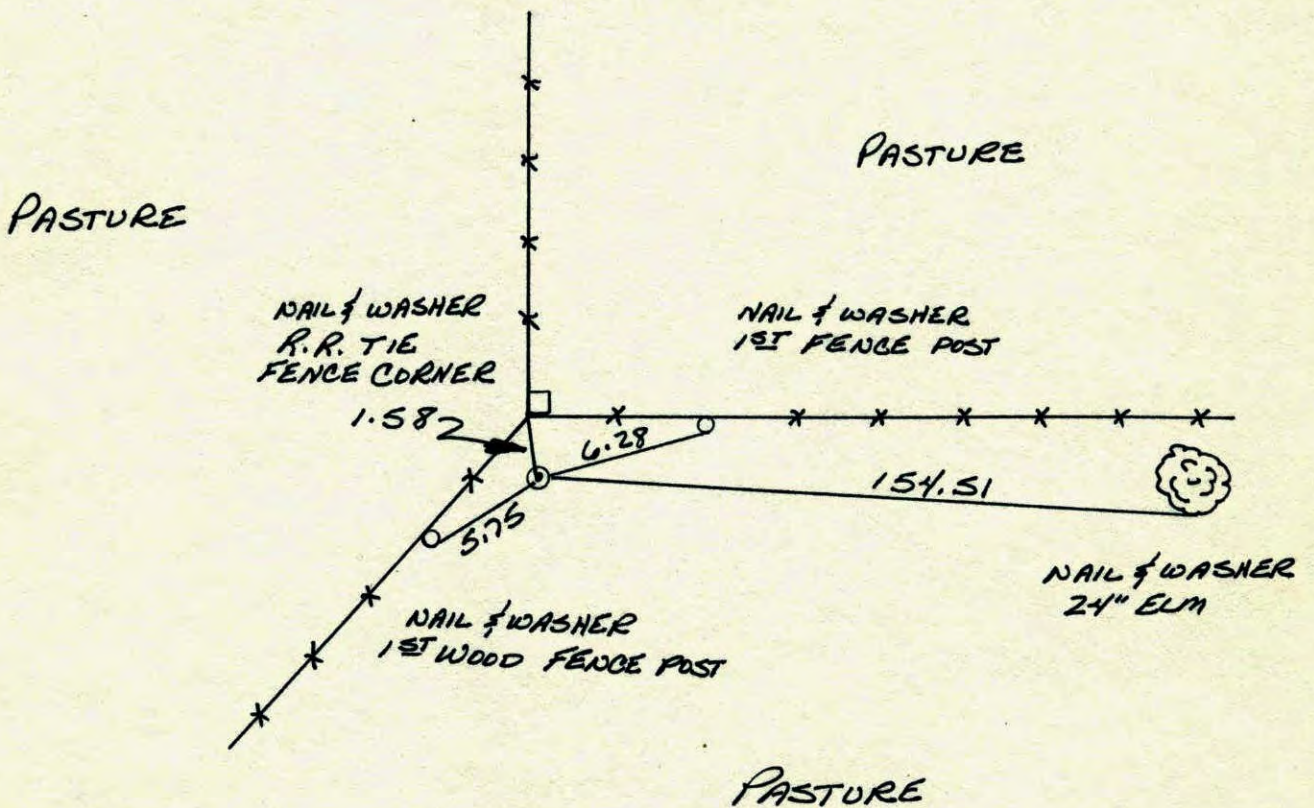 PASTURE
PASTURE
NAIL & WASHER
R.R. TIE
FENCE CORNER
1.58
NAIL & WASHER
1ST FENCE POST
6.28
154.51
5.75
NAIL & WASHER
24" ELM
NAIL & WASHER
1ST WOOD FENCE POST
PASTURE